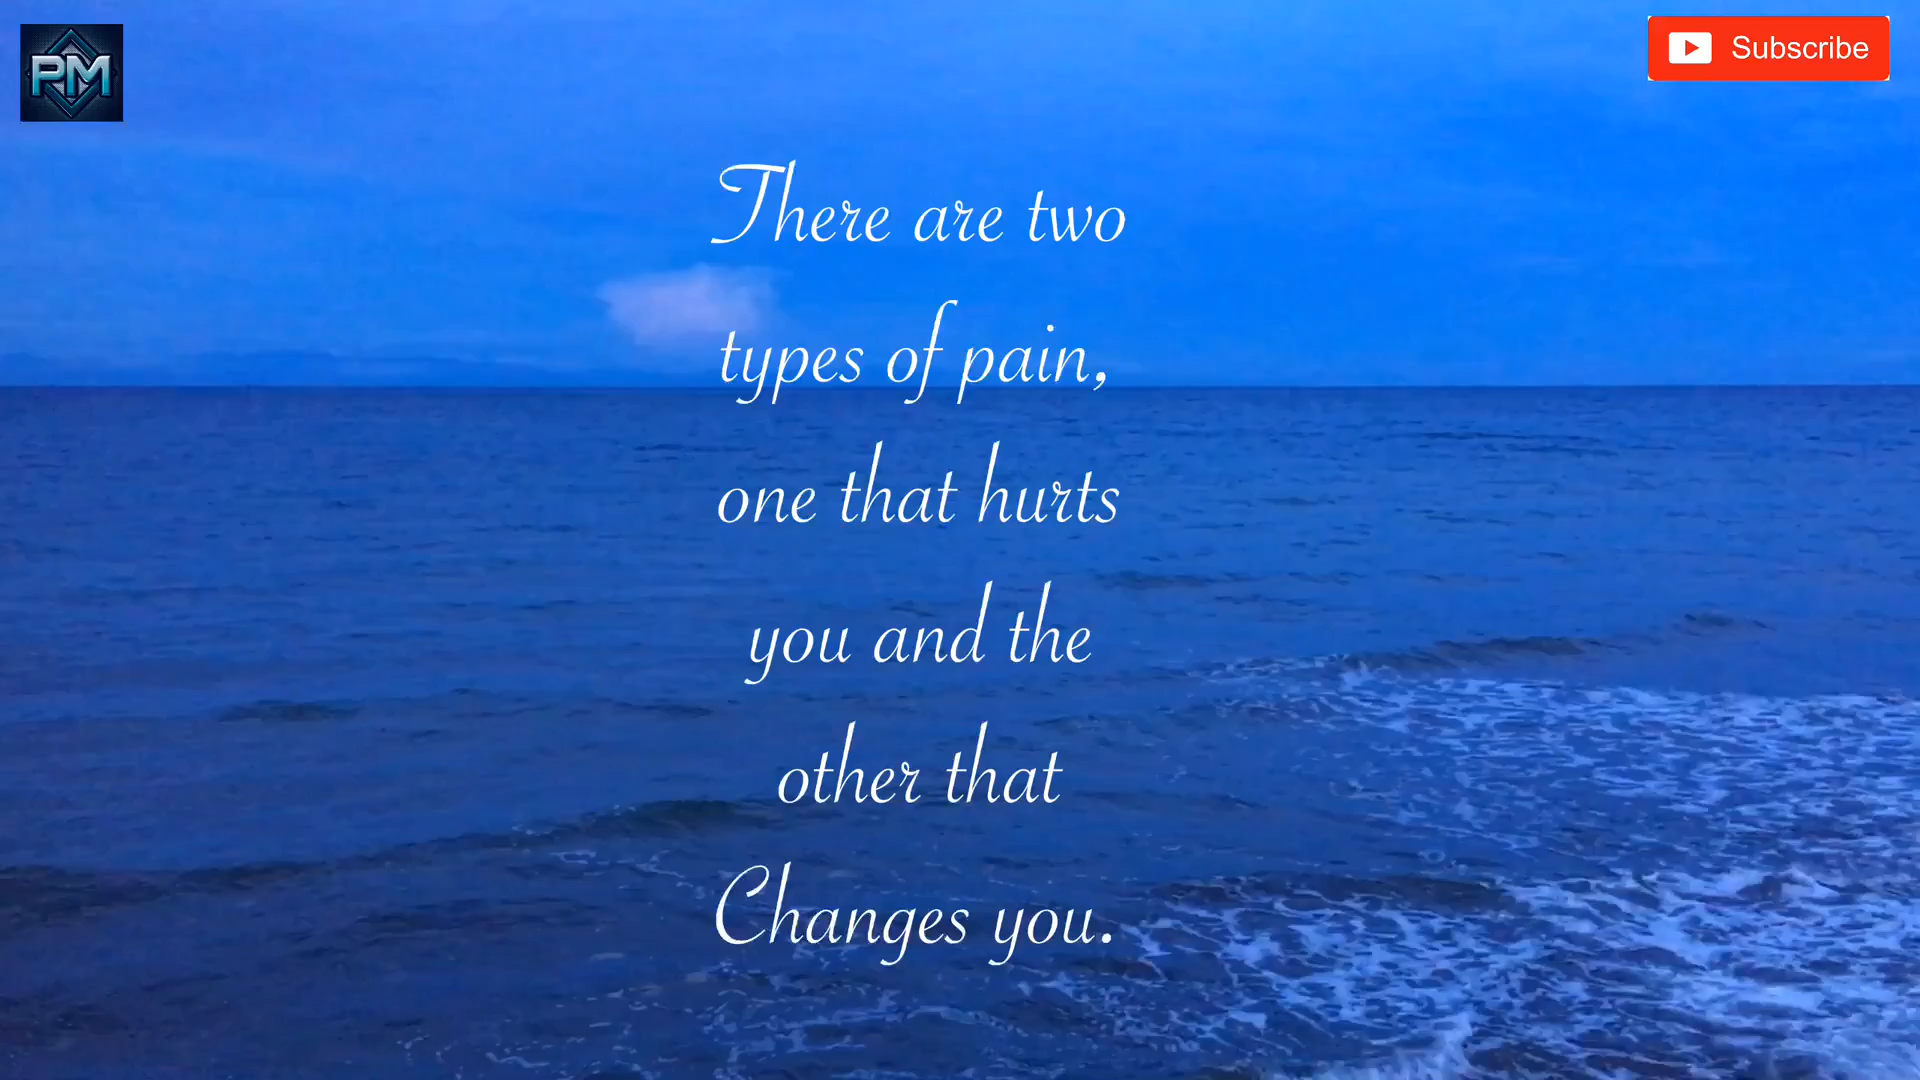 PM
Subscribe
There are two
types of pain,
one that hurts
you and the
other that
Changes you.